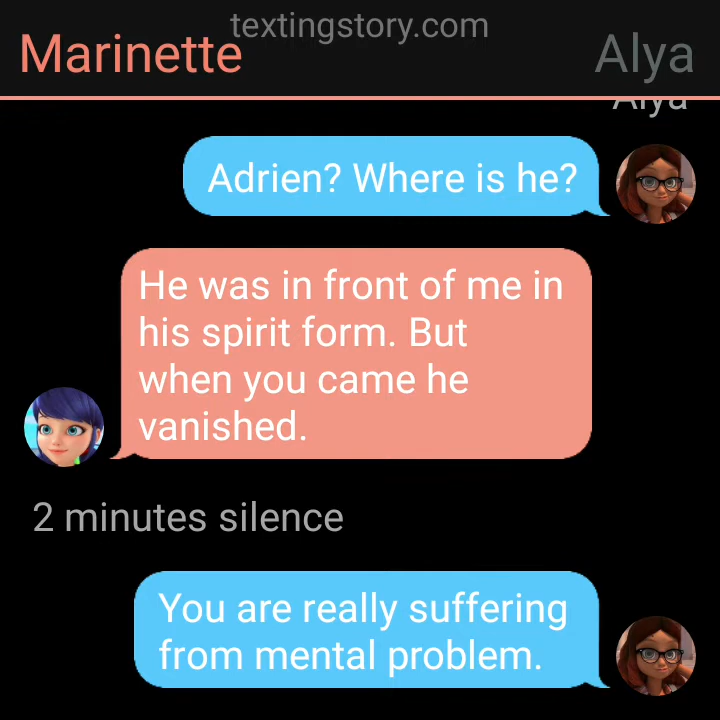 textingstory.com
Marinette
Alya
Alya
Adrien? Where is he?
He was in front of me in
his spirit form. But
when you came he
vanished.
2 minutes silence
You are really suffering
from mental problem.